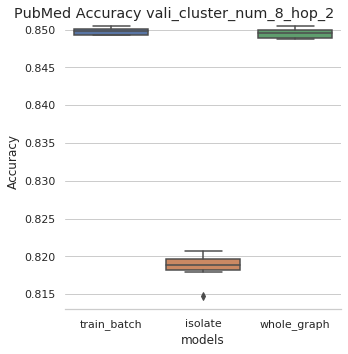 PubMed Accuracy vali_cluster_num_8_hop_2
0.850
0.845
0.840
0.835
0.830
0.825
0.820
0.815
Accuracy
train_batch isolate whole_graph
models